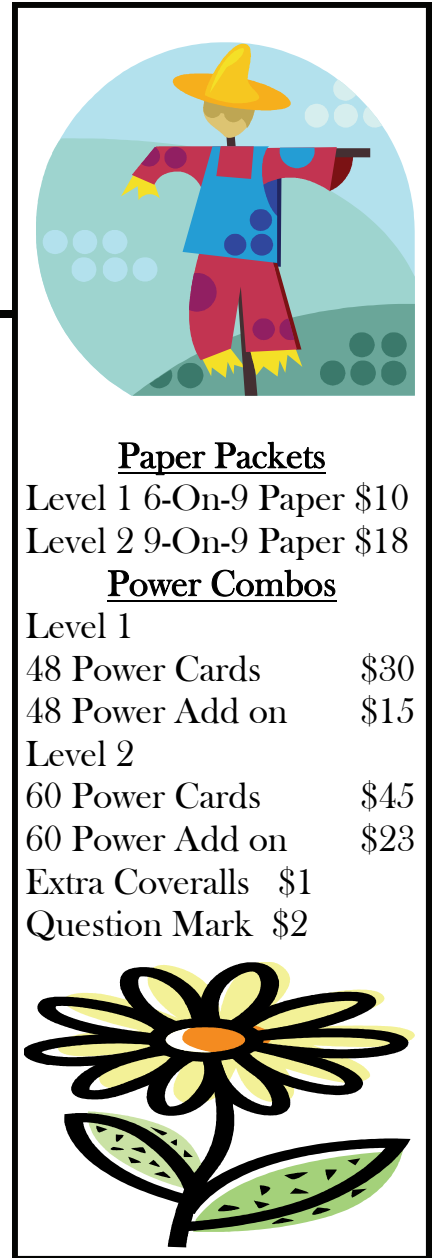 Paper Packets
Level 1 6-On-9 Paper $10
Level 2 9-On-9 Paper $18
Power Combos
Level 1
48 Power Cards $30
48 Power Add on $15
Level 2
60 Power Cards $45
60 Power Add on $23
Extra Coveralls $1
Question Mark $2